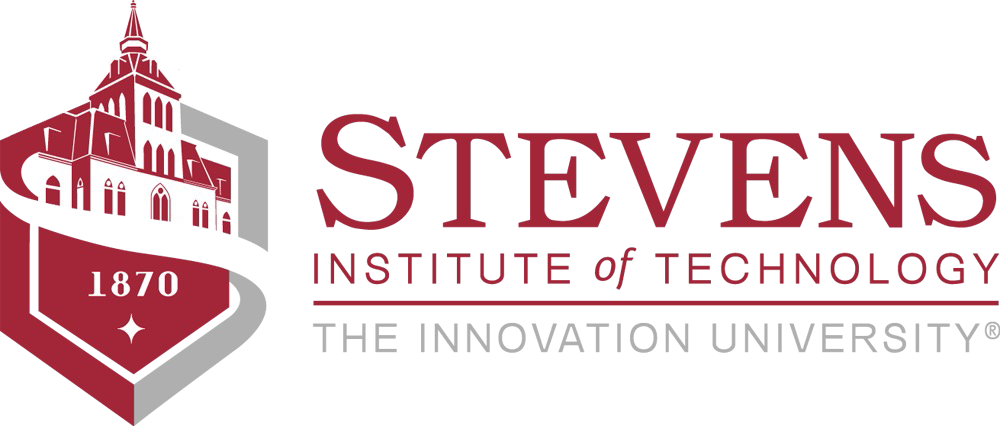 1870
STEVENS
INSTITUTE of TECHNOLOGY
THE INNOVATION UNIVERSITY®